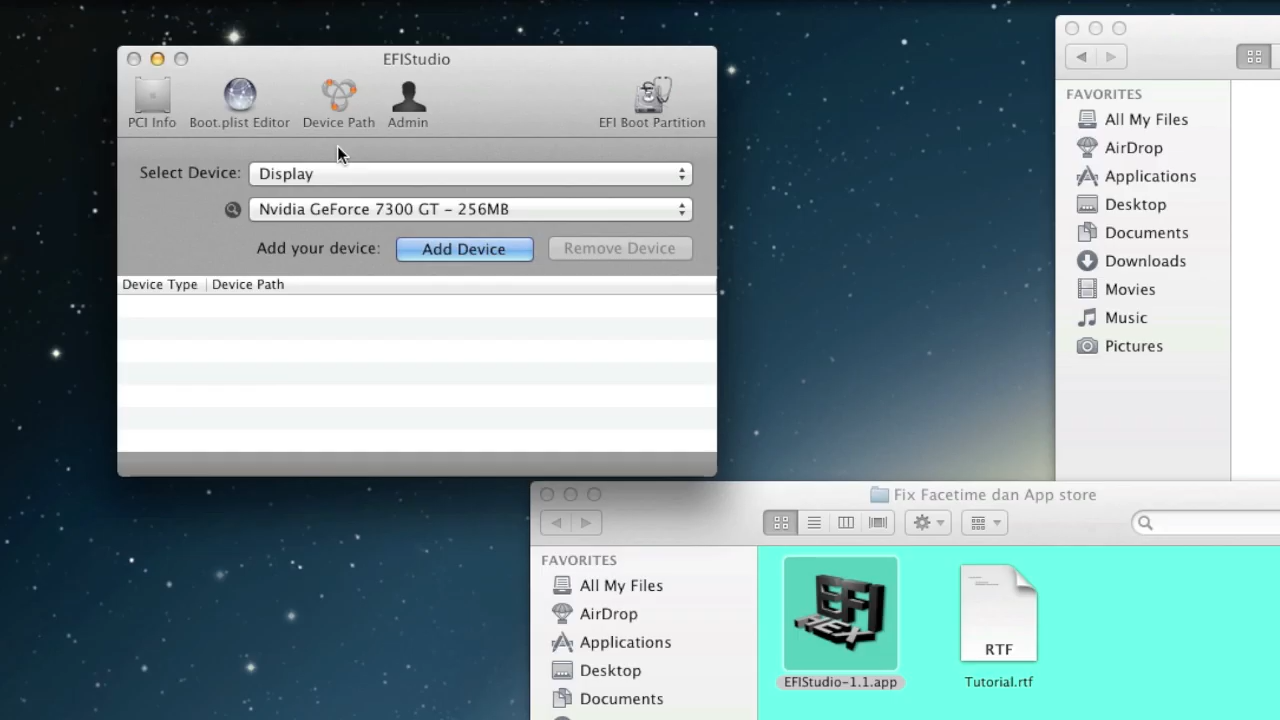 EFIStudio
PCI Info
Boot.plist Editor
Device Path
Admin
EFI Boot Partition
Select Device:
Display
Nvidia GeForce 7300 GT – 256MB
Add your device:
Add Device
Remove Device
Device Type
Device Path
FAVORITES
All My Files
AirDrop
Applications
Desktop
Documents
Downloads
Movies
Music
Pictures
Fix Facetime dan App store
FAVORITES
All My Files
AirDrop
Applications
Desktop
Documents
EFI
HEX
EFIStudio-1.1.app
RTF
Tutorial.rtf